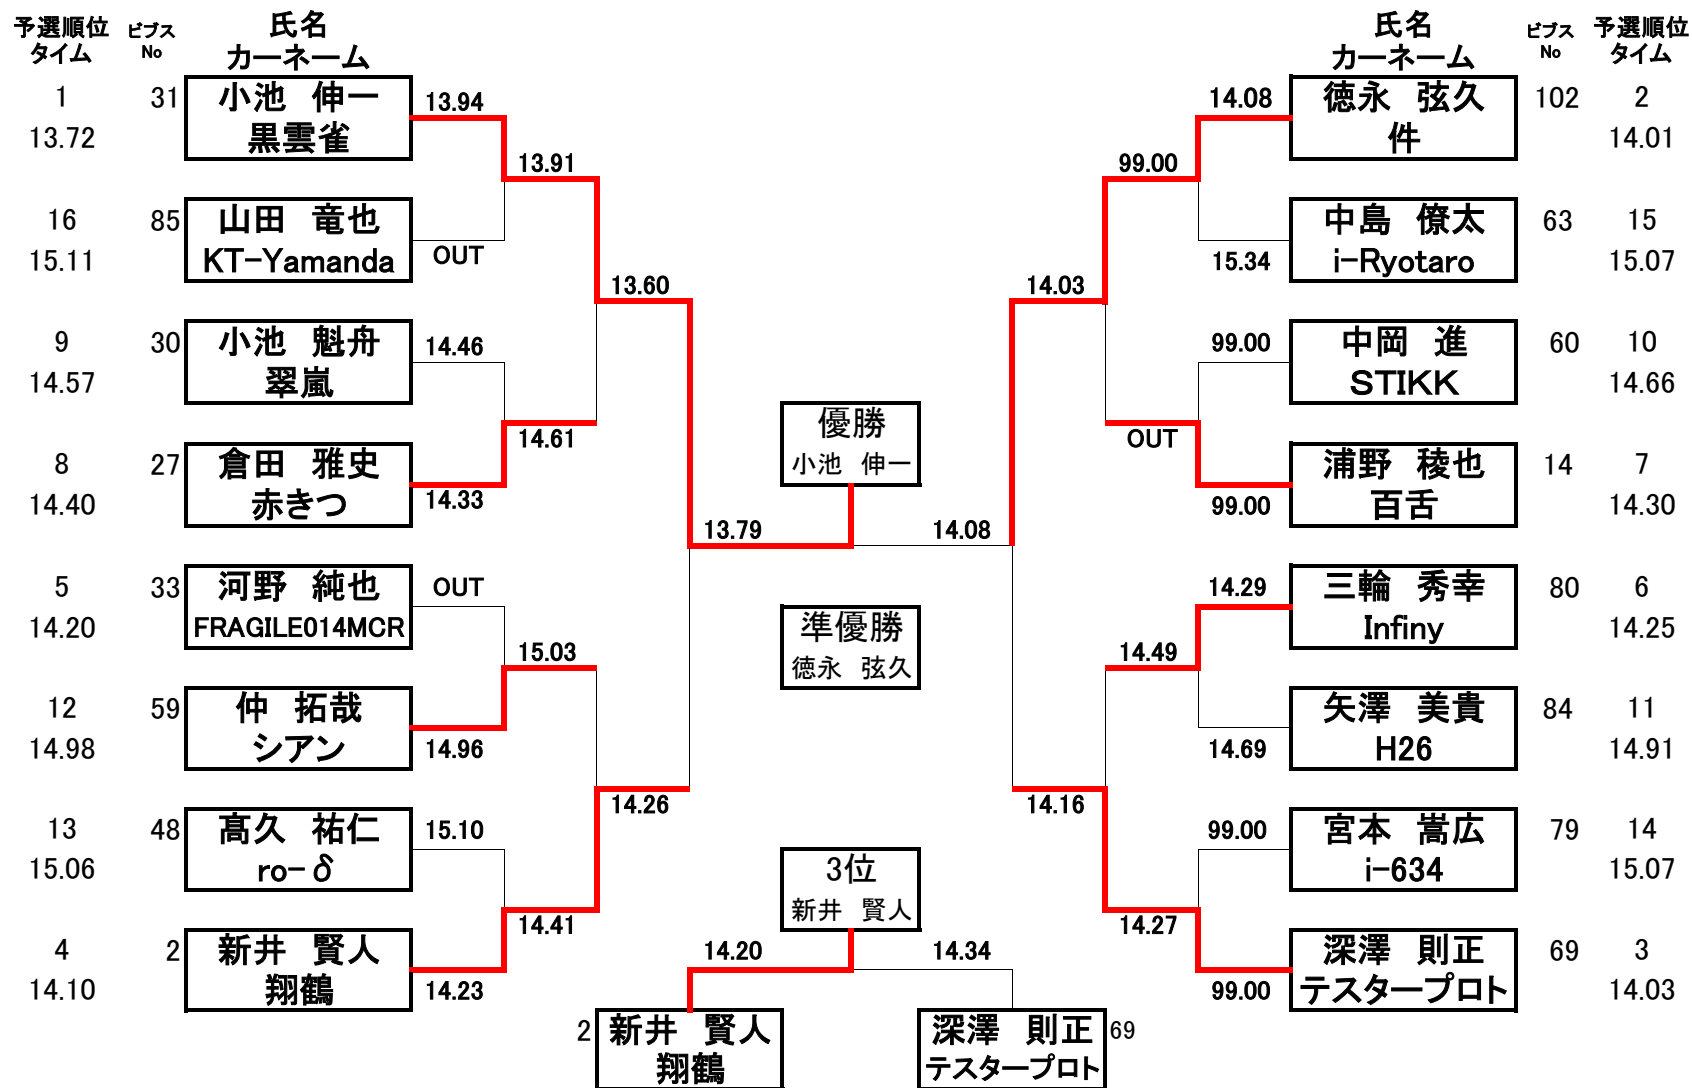 予選順位 ビブス 氏名 氏名 ビブス 予選順位
タイム No カーネーム カーネーム No タイム
1 31 小池 伸一 13.94 14.08 徳永 弦久 102 2
13.72 黒雲雀 件 14.01
13.91 99.00
16 85 山田 竜也 中島 僚太 63 15
15.11 KT-Yamanda OUT 15.34 i-Ryotaro 15.07
13.60 14.03
9 30 小池 魁舟 14.46 99.00 中岡 進 60 10
14.57 翠嵐 STIKK 14.66
優勝
14.61 OUT
8 27 倉田 雅史 小池 伸一 浦野 稜也 14 7
14.40 赤きつ 14.33 99.00 百舌 14.30
13.79 14.08
5 33 河野 純也 OUT 14.29 三輪 秀幸 80 6
14.20 FRAGILE014MCR Infiny 14.25
準優勝
15.03 徳永 弦久 14.49
12 59 仲 拓哉 矢澤 美貴 84 11
14.98 シアン 14.96 14.69 H26 14.91
14.26 14.16
13 48 髙久 祐仁 15.10 99.00 宮本 嵩広 79 14
15.06 ro-δ 3位 i-634 15.07
新井 賢人
14.41 14.27
4 2 新井 賢人 14.20 14.34 深澤 則正 69 3
14.10 翔鶴 14.23 99.00 テスタープロト 14.03
2 新井 賢人 深澤 則正 69
翔鶴 テスタープロト